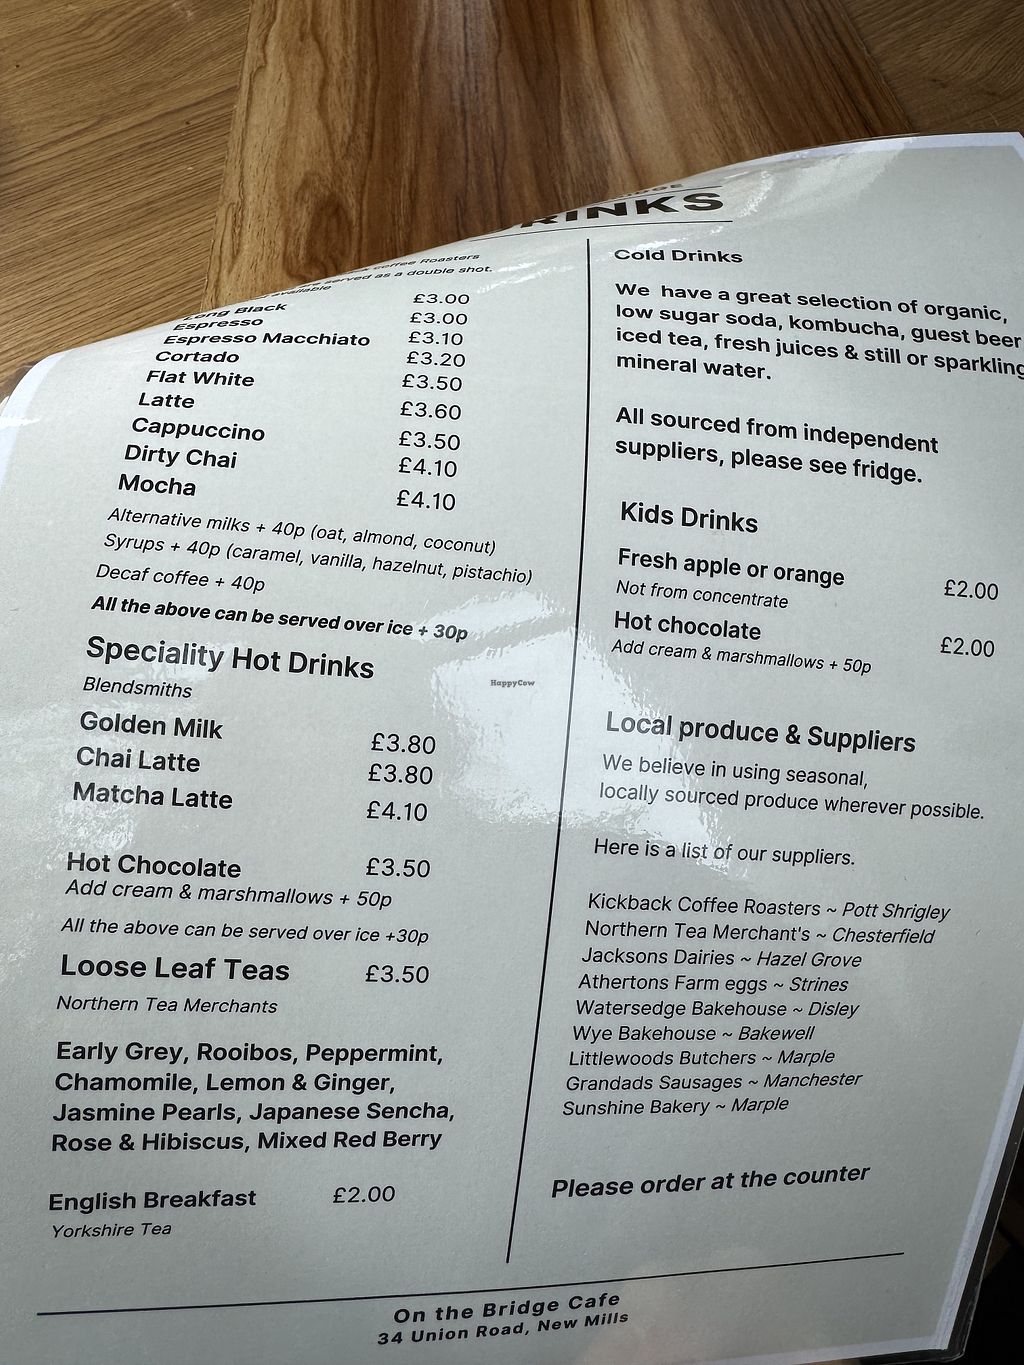 DRINKS
Coffee Roasters
are served as a double shot.
available
Long Black £3.00
Espresso £3.00
Espresso Macchiato £3.10
Cortado £3.20
Flat White £3.50
Latte £3.60
Cappuccino £3.50
Dirty Chai £4.10
Mocha £4.10
Alternative milks + 40p (oat, almond, coconut)
Syrups + 40p (caramel, vanilla, hazelnut, pistachio)
Decaf coffee + 40p
All the above can be served over ice + 30p
Speciality Hot Drinks
Blendsmiths
Golden Milk £3.80
Chai Latte £3.80
Matcha Latte £4.10
Hot Chocolate £3.50
Add cream & marshmallows + 50p
All the above can be served over ice +30p
Loose Leaf Teas £3.50
Northern Tea Merchants
Early Grey, Rooibos, Peppermint,
Chamomile, Lemon & Ginger,
Jasmine Pearls, Japanese Sencha,
Rose & Hibiscus, Mixed Red Berry
English Breakfast £2.00
Yorkshire Tea
Cold Drinks
We have a great selection of organic,
low sugar soda, kombucha, guest beer
iced tea, fresh juices & still or sparkling
mineral water.
All sourced from independent
suppliers, please see fridge.
Kids Drinks
Fresh apple or orange £2.00
Not from concentrate
Hot chocolate £2.00
Add cream & marshmallows + 50p
Local produce & Suppliers
We believe in using seasonal,
locally sourced produce wherever possible.
Here is a list of our suppliers.
Kickback Coffee Roasters ~ Pott Shrigley
Northern Tea Merchant's ~ Chesterfield
Jacksons Dairies ~ Hazel Grove
Athertons Farm eggs ~ Strines
Watersedge Bakehouse ~ Disley
Wye Bakehouse ~ Bakewell
Littlewoods Butchers ~ Marple
Grandads Sausages ~ Manchester
Sunshine Bakery ~ Marple
Please order at the counter
On the Bridge Cafe
34 Union Road, New Mills
HappyCow